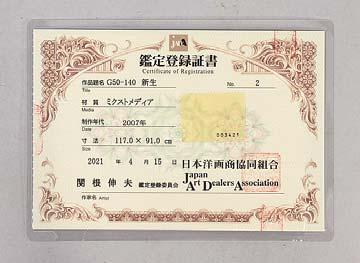 JAA
鑑定登録証書
Certificate of Registration
作品題名 G50-140 新生 No. 2
Title
材 質 ミクストメディア
Media
制作年代 2007年
Date
003421
寸 法 117.0 × 91.0 cm
Size
2021 年 4 月 15 日 日本洋画商協同組合
Japan
Art Dealers Association
関根伸夫 鑑定登録委員会
作家名 Artist